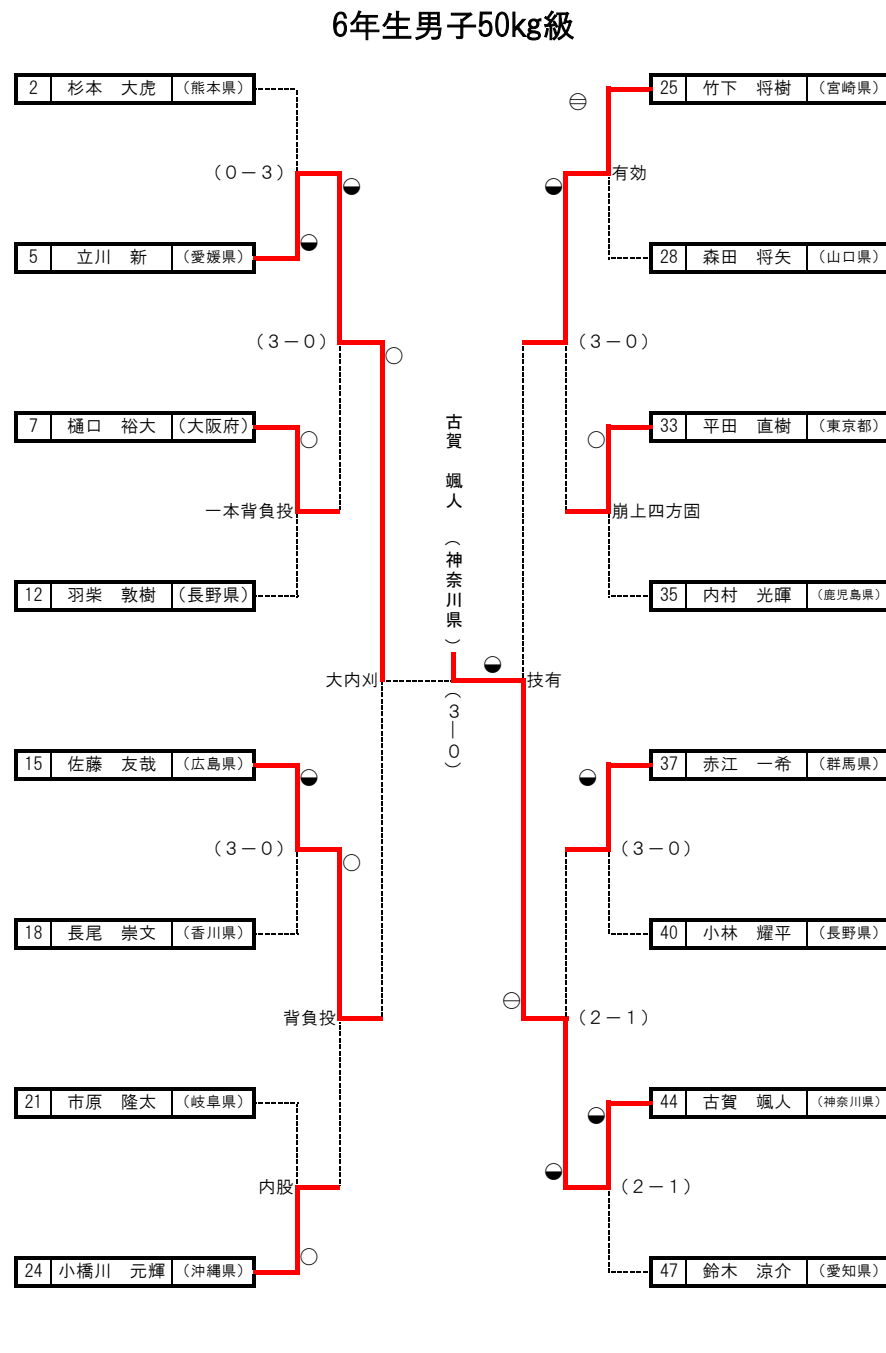 6年生男子50kg級
2 杉本 大虎 （熊本県）
25 竹下 将樹 （宮崎県）
（０－３）
有効
5 立川 新 （愛媛県）
28 森田 将矢 （山口県）
（３－０）
（３－０）
7 樋口 裕大 （大阪府）
33 平田 直樹 （東京都）
古賀 颯人 （神奈川県）
一本背負投
崩上四方固
12 羽柴 敦樹 （長野県）
35 内村 光暉 （鹿児島県）
大内刈
技有
（３－０）
15 佐藤 友哉 （広島県）
37 赤江 一希 （群馬県）
（３－０）
（３－０）
18 長尾 崇文 （香川県）
40 小林 耀平 （長野県）
背負投
（２－１）
21 市原 隆太 （岐阜県）
44 古賀 颯人 （神奈川県）
内股
（２－１）
24 小橋川 元輝 （沖縄県）
47 鈴木 涼介 （愛知県）